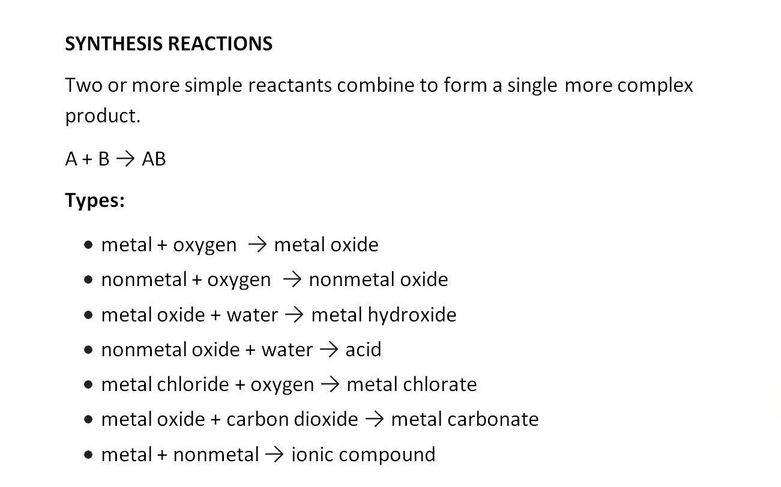 SYNTHESIS REACTIONS
Two or more simple reactants combine to form a single more complex
product.
A + B → AB
Types:
• metal + oxygen → metal oxide
• nonmetal + oxygen → nonmetal oxide
• metal oxide + water → metal hydroxide
• nonmetal oxide + water → acid
• metal chloride + oxygen → metal chlorate
• metal oxide + carbon dioxide → metal carbonate
• metal + nonmetal → ionic compound